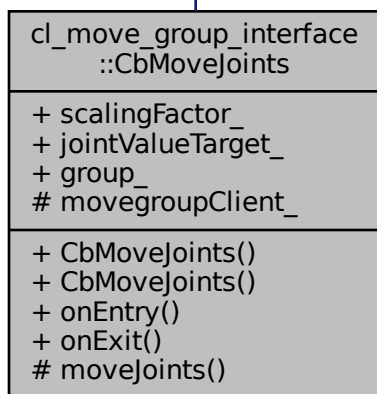 cl_move_group_interface
::CbMoveJoints
+ scalingFactor_
+ jointValueTarget_
+ group_
# movegroupClient_
+ CbMoveJoints()
+ CbMoveJoints()
+ onEntry()
+ onExit()
# moveJoints()